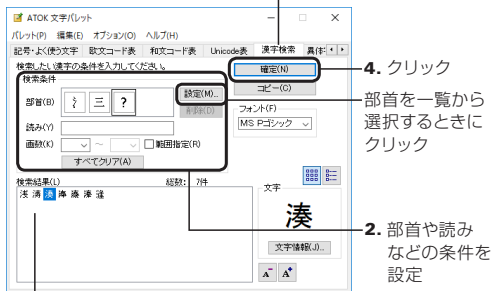 ATOK 文字パレット
パレット(P) 編集(E) オプション(O) ヘルプ(H)
記号・よく使う文字 欧文コード表 和文コード表 Unicode表 漢字検索 異体
検索したい漢字の条件を入力してください。
検索条件
部首(B) 氵 三 ?
設定(M)...
削除(D)
読み(Y)
画数(K) ～ 範囲指定(R)
すべてクリア(A)
確定(N)
コピー(C)
フォント(F)
MS Pゴシック
検索結果(L) 総数: 7件
湊
文字
湊
文字情報(J)...
A- A+
4. クリック
部首を一覧から
選択するときに
クリック
2. 部首や読み
などの条件を
設定